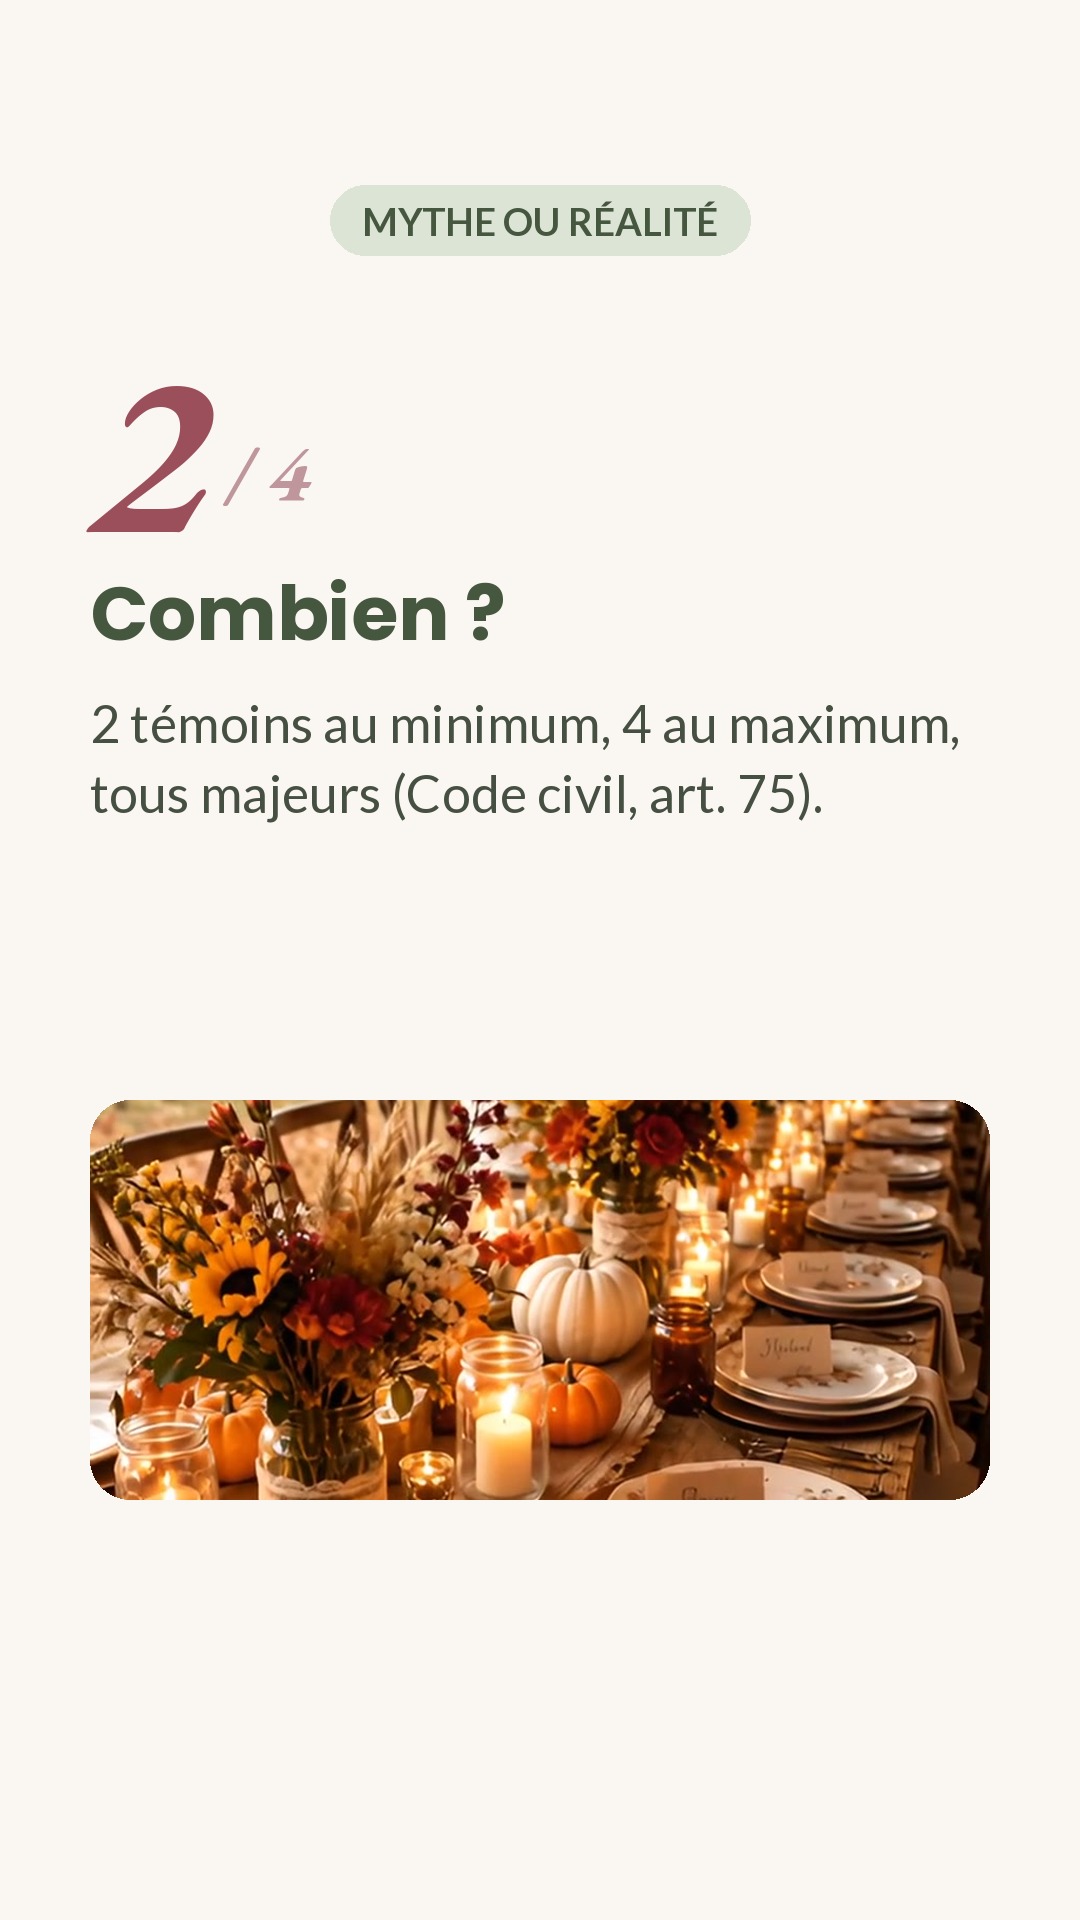 MYTHE OU RÉALITÉ
2 / 4
Combien ?
2 témoins au minimum, 4 au maximum,
tous majeurs (Code civil, art. 75).